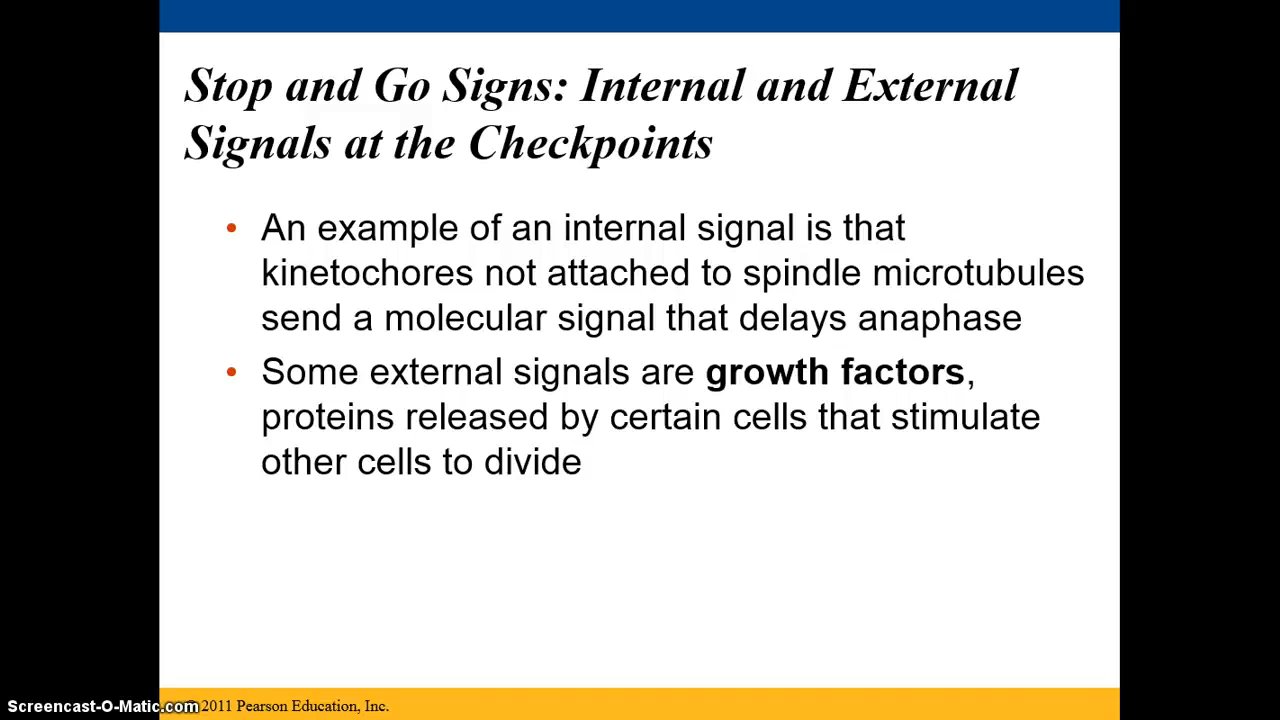 Stop and Go Signs: Internal and External
Signals at the Checkpoints
• An example of an internal signal is that
kinetochores not attached to spindle microtubules
send a molecular signal that delays anaphase
• Some external signals are growth factors,
proteins released by certain cells that stimulate
other cells to divide
Screencast-O-Matic.com 2011 Pearson Education, Inc.